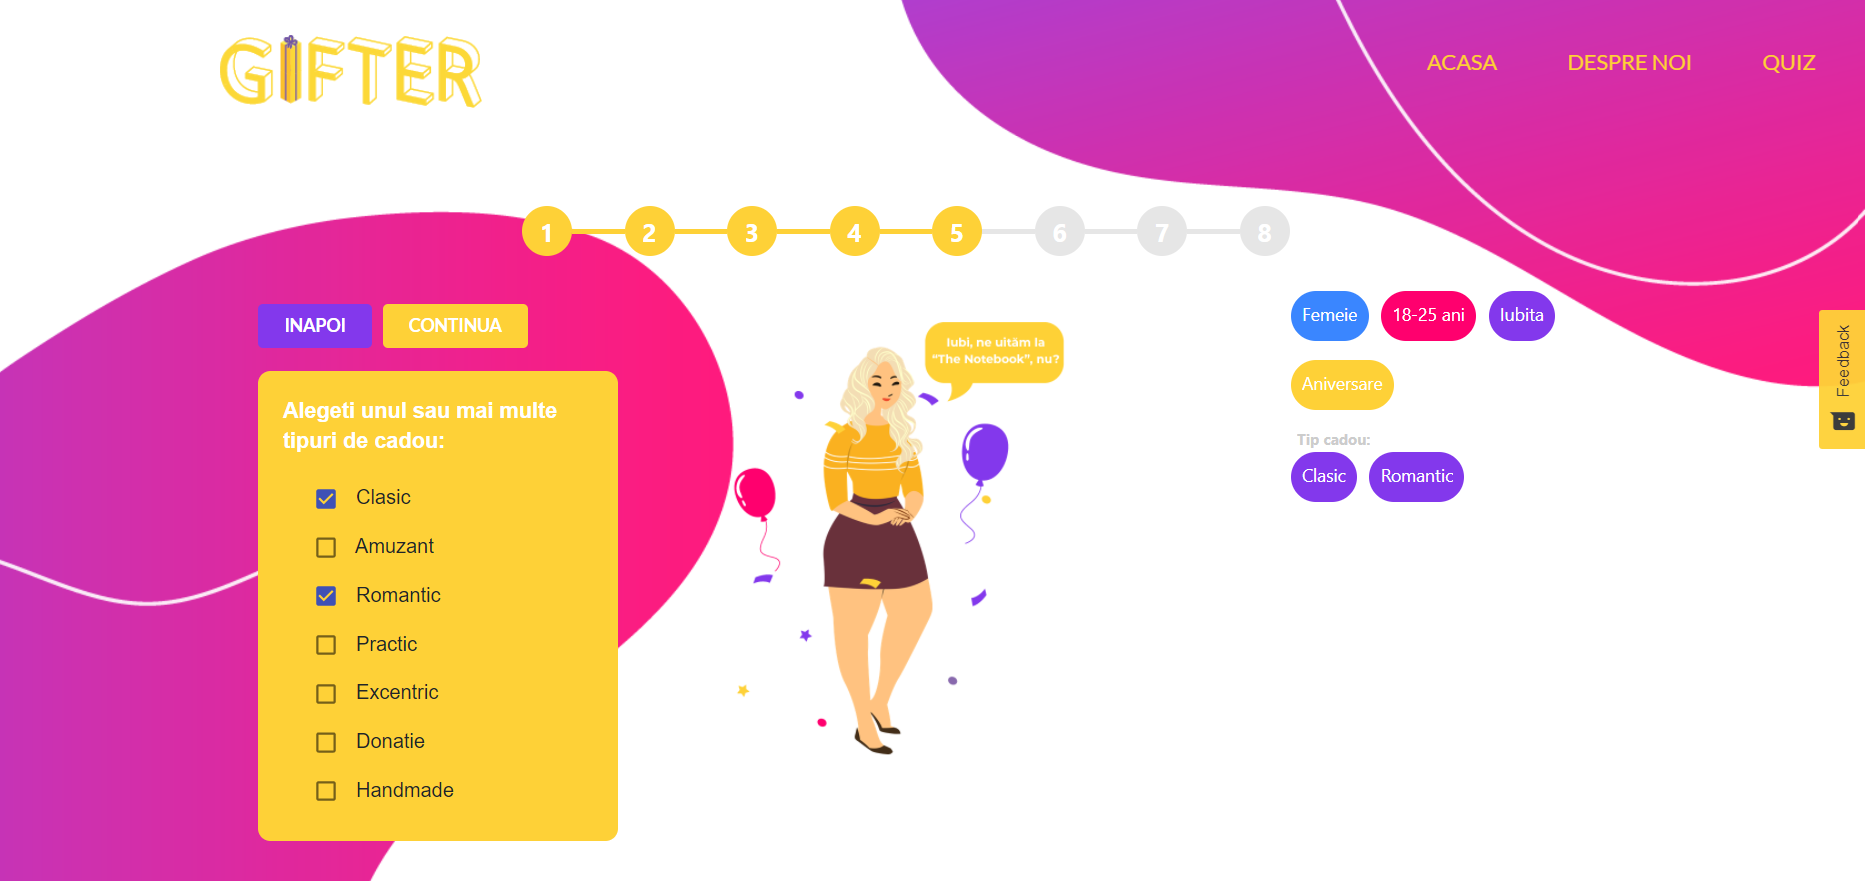 GIFTER
ACASA
DESPRE NOI
QUIZ
1 2 3 4 5 6 7 8
INAPOI
CONTINUA
Alegeti unul sau mai multe
tipuri de cadou:
Clasic
Amuzant
Romantic
Practic
Excentric
Donatie
Handmade
Iubi, ne uităm la
"The Notebook", nu?
Femeie
18-25 ani
Iubita
Aniversare
Tip cadou:
Clasic
Romantic
Feedback